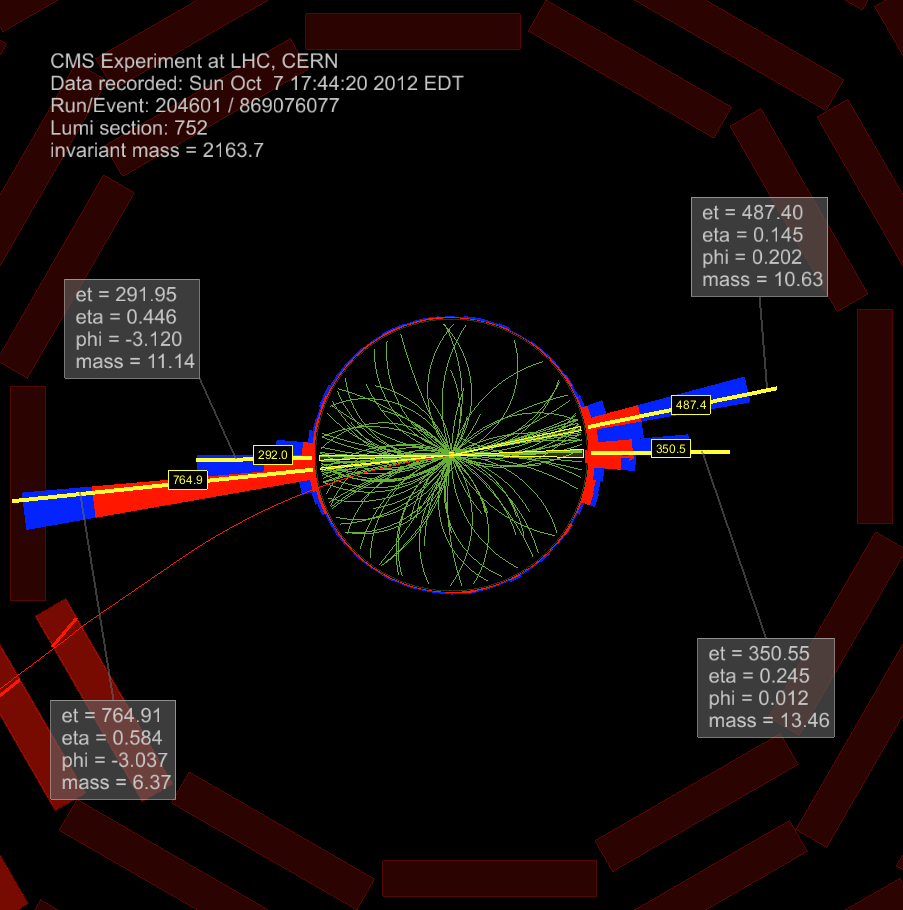 CMS Experiment at LHC, CERN
Data recorded: Sun Oct  7 17:44:20 2012 EDT
Run/Event: 204601 / 869076077
Lumi section: 752
invariant mass = 2163.7
et = 487.40
eta = 0.145
phi = 0.202
mass = 10.63
et = 291.95
eta = 0.446
phi = -3.120
mass = 11.14
487.4
350.5
292.0
764.9
et = 350.55
eta = 0.245
phi = 0.012
mass = 13.46
et = 764.91
eta = 0.584
phi = -3.037
mass = 6.37